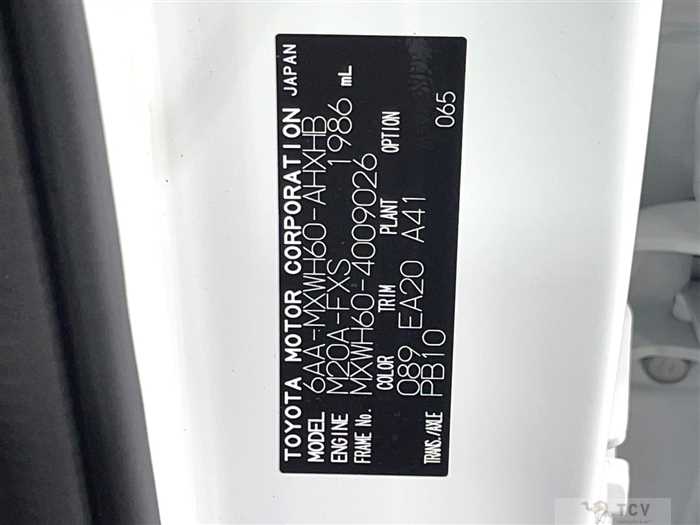 TOYOTA MOTOR CORPORATION JAPAN
MODEL 6AA-MXWH60-AHXHB
ENGINE M20A-FXS 1986 mL
FRAME No. MXWH60-4009026
COLOR TRIM PLANT OPTION
089 EA20 A41
TRANS./AXLE PB10 065
TCV